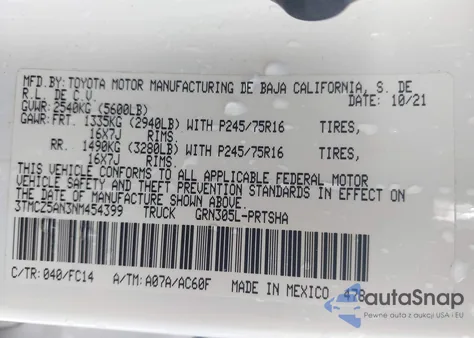 MFD.BY:TOYOTA MOTOR MANUFACTURING DE BAJA CALIFORNIA, S. DE
R.L. DE C.V. DATE: 10/21
GVWR:2540KG (5600LB)
GAWR:FRT. 1335KG (2940LB) WITH P245/75R16 TIRES,
16X7J RIMS.
RR. 1490KG (3280LB) WITH P245/75R16 TIRES,
16X7J RIMS.
THIS VEHICLE CONFORMS TO ALL APPLICABLE FEDERAL MOTOR
VEHICLE SAFETY AND THEFT PREVENTION STANDARDS IN EFFECT
ON THE DATE OF MANUFACTURE SHOWN ABOVE.
3TMCZ5AN3NM454399 TRUCK GRN305L-PRTSHA
C/TR:040/FC14 A/TM:A07A/AC60F MADE IN MEXICO 478
autaSnap
Pewne auta z aukcji z USA i EU